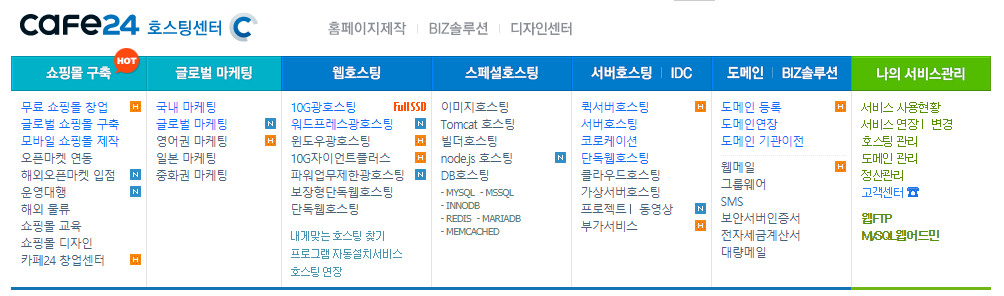 cafe24 호스팅센터 C
홈페이지제작 | BIZ솔루션 | 디자인센터
쇼핑몰 구축 HOT
무료 쇼핑몰 창업 H
글로벌 쇼핑몰 구축
모바일 쇼핑몰 제작
오픈마켓 연동
해외오픈마켓 입점 N
운영대행 N
해외 물류
쇼핑몰 교육
쇼핑몰 디자인
카페24 창업센터 H
글로벌 마케팅
국내 마케팅
글로벌 마케팅 N
영어권 마케팅 H
일본 마케팅
중화권 마케팅
웹호스팅
10G광호스팅 Full SSD
워드프레스광호스팅 N
윈도우광호스팅 H
10G자이언트플러스 H
파워업무제한광호스팅 N
보장형단독웹호스팅
단독웹호스팅
내게맞는 호스팅 찾기
프로그램 자동설치서비스
호스팅 연장
스페셜호스팅
이미지호스팅
Tomcat 호스팅
빌더호스팅
node.js 호스팅 N
DB호스팅
- MYSQL - MSSQL
- INNODB
- REDIS - MARIADB
- MEMCACHED
서버호스팅 | IDC
퀵서버호스팅 H
서버호스팅
코로케이션
단독웹호스팅
클라우드호스팅
가상서버호스팅
프로젝트 | 동영상 N
부가서비스 H
도메인 | BIZ솔루션
도메인 등록 H
도메인연장
도메인 기관이전
웹메일 H
그룹웨어
SMS
보안서버인증서
전자세금계산서
대량메일
나의 서비스관리
서비스 사용현황
서비스 연장 | 변경
호스팅 관리
도메인 관리
정산관리
고객센터 ☎
웹FTP
MySQL웹어드민